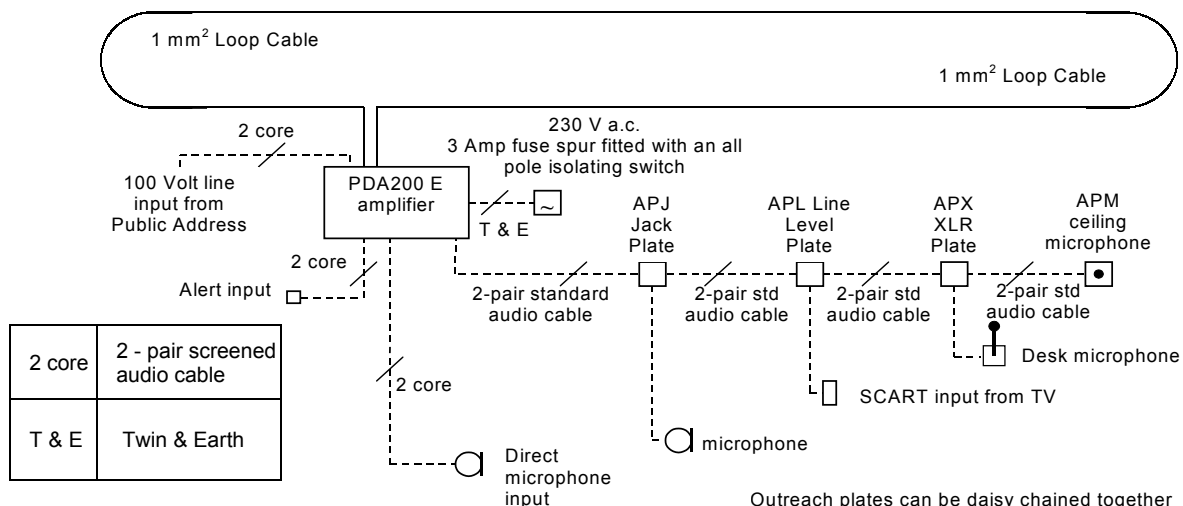 1 mm² Loop Cable
1 mm² Loop Cable
2 core
230 V a.c.
3 Amp fuse spur fitted with an all
pole isolating switch
100 Volt line
input from
Public Address
PDA200 E
amplifier
~
T & E
APJ
Jack
Plate
APL Line
Level
Plate
APX
XLR
Plate
APM
ceiling
microphone
2 core
Alert input
2-pair standard
audio cable
2-pair std
audio cable
2-pair std
audio cable
2-pair std
audio cable
Desk microphone
2 core
2 - pair screened
audio cable
T & E
Twin & Earth
2 core
SCART input from TV
microphone
Direct
microphone
input
Outreach plates can be daisy chained together